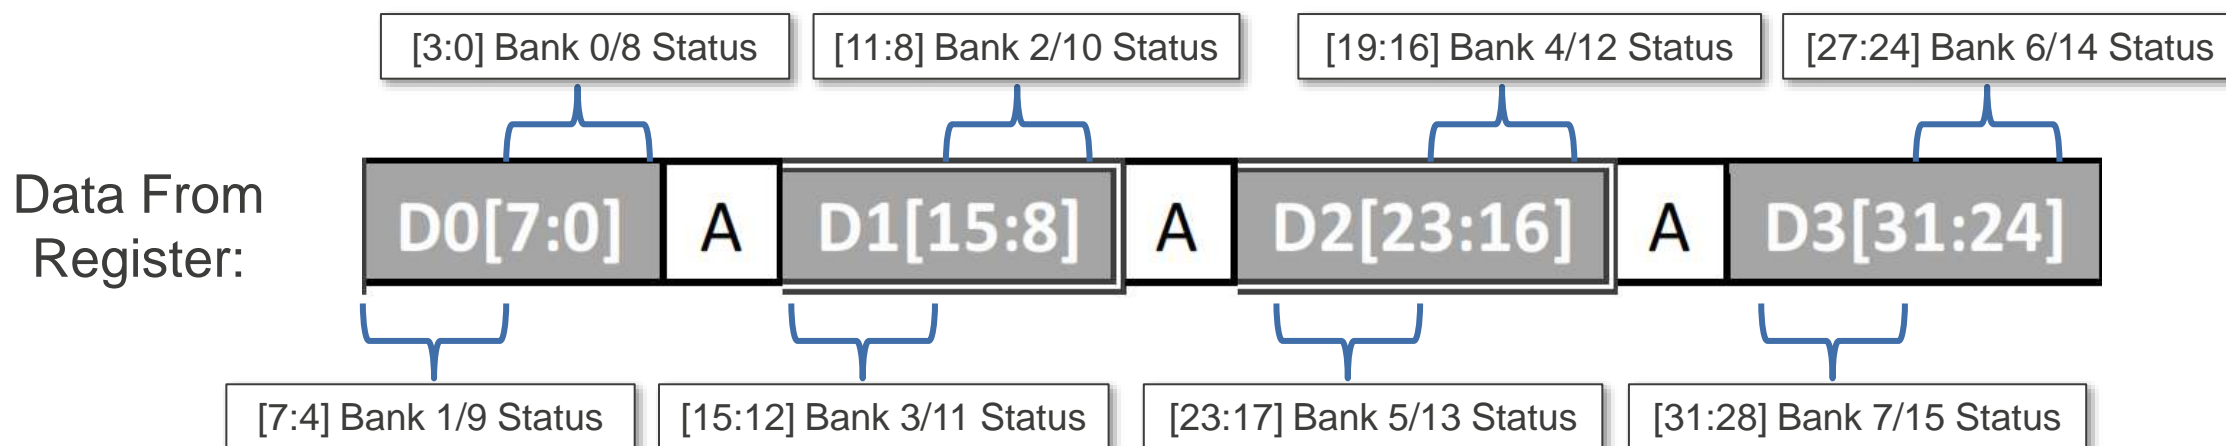 [3:0] Bank 0/8 Status
[11:8] Bank 2/10 Status
[19:16] Bank 4/12 Status
[27:24] Bank 6/14 Status
Data From
Register:
D0[7:0]
A
D1[15:8]
A
D2[23:16]
A
D3[31:24]
[7:4] Bank 1/9 Status
[15:12] Bank 3/11 Status
[23:17] Bank 5/13 Status
[31:28] Bank 7/15 Status